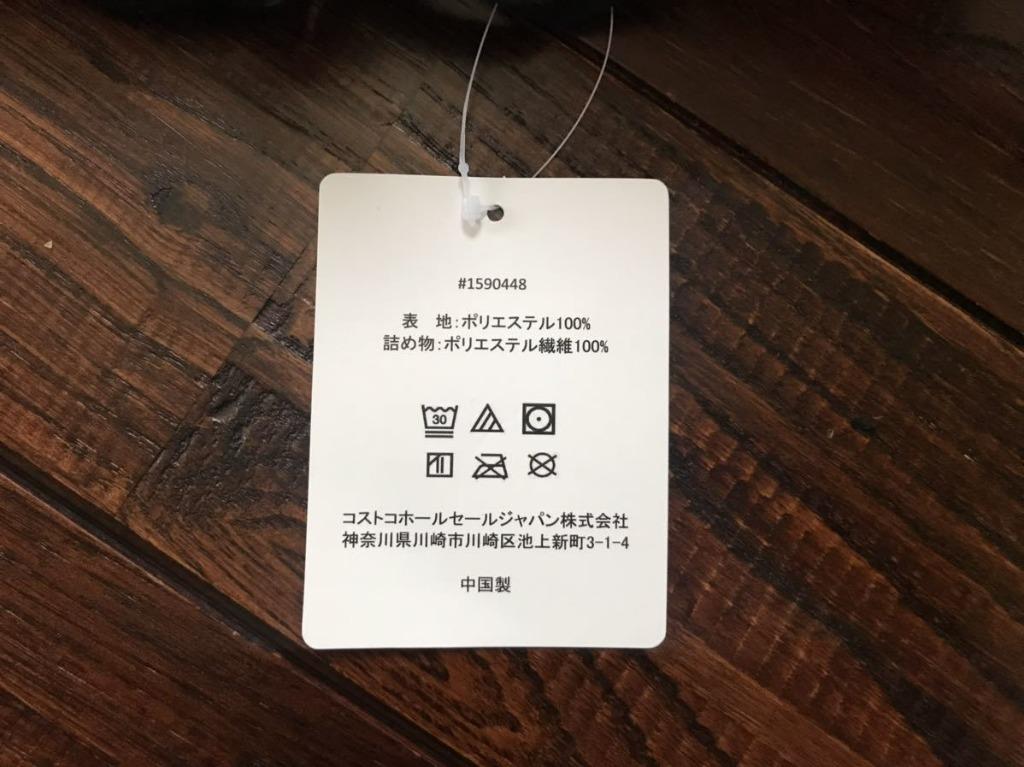 #1590448
表　地：ポリエステル100%
詰め物：ポリエステル繊維100%
30
コストコホールセールジャパン株式会社
神奈川県川崎市川崎区池上新町3-1-4
中国製